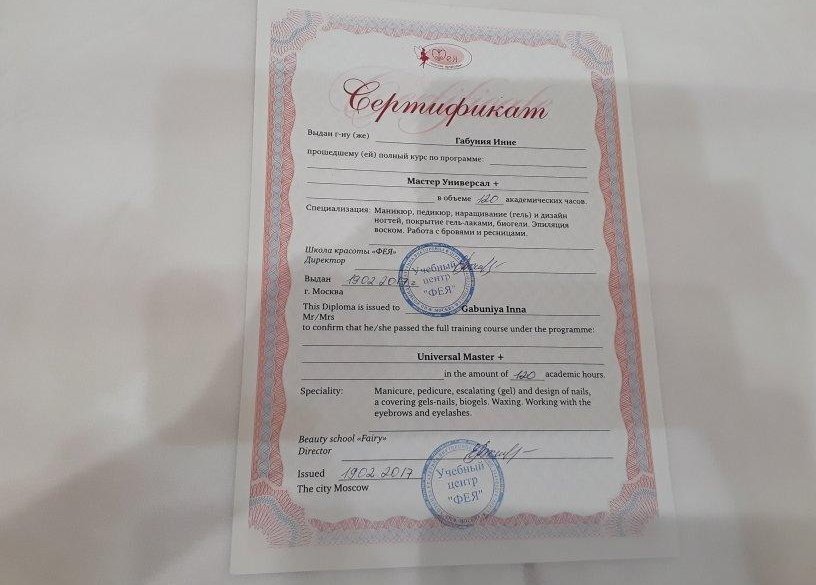 Фея
Сертификат
Выдан г-ну (же) Габуния Инне
прошедшему (ей) полный курс по программе:
Мастер Универсал +
в объеме 120 академических часов.
Специализация: Маникюр, педикюр, наращивание (гель) и дизайн
ногтей, покрытие гель-лаками, биогели. Эпиляция
воском. Работа с бровями и ресницами.
Школа красоты «ФЕЯ»
Директор
Учебный
центр
"ФЕЯ"
Выдан 19.02.2017 г.
г. Москва
This Diploma is issued to Gabuniya Inna
Mr/Mrs
to confirm that he/she passed the full training course under the programme:
Universal Master +
in the amount of 120 academic hours.
Speciality: Manicure, pedicure, escalating (gel) and design of nails,
a covering gels-nails, biogels. Waxing. Working with the
eyebrows and eyelashes.
Beauty school «Fairy»
Director
Учебный
центр
"ФЕЯ"
Issued 19.02.2017
The city Moscow